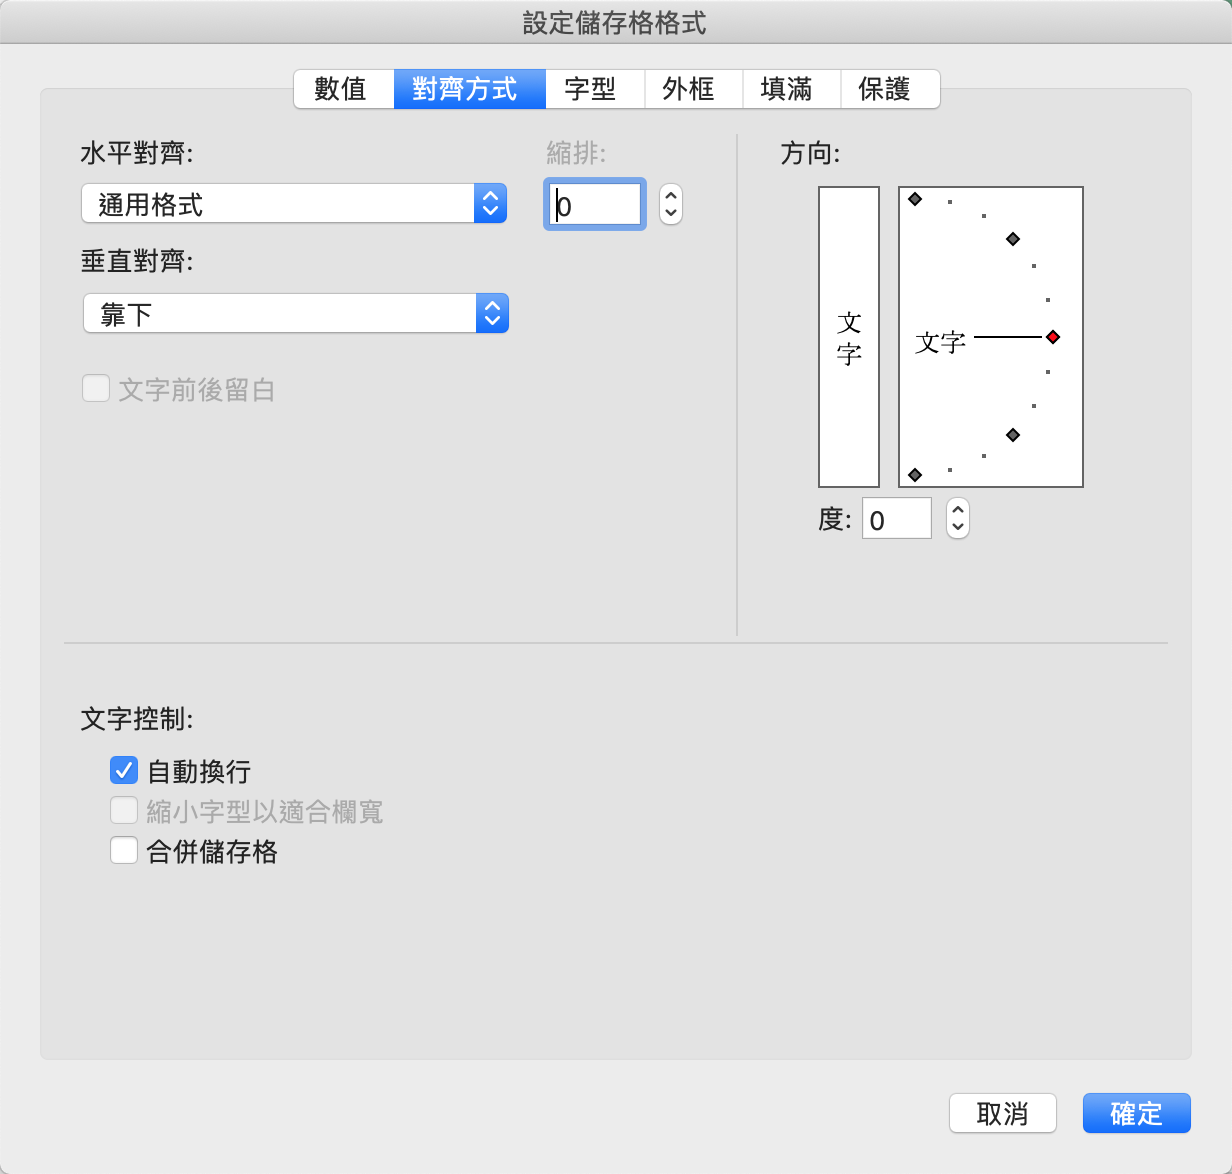 設定儲存格格式
數值 對齊方式 字型 外框 填滿 保護
水平對齊:
縮排:
方向:
通用格式
0
垂直對齊:
靠下
文字
文字
文字前後留白
度: 0
文字控制:
自動換行
縮小字型以適合欄寬
合併儲存格
取消
確定